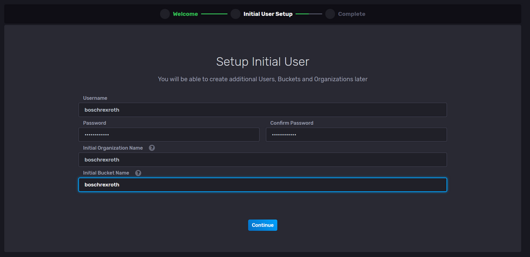 Welcome Initial User Setup Complete
Setup Initial User
You will be able to create additional Users, Buckets and Organizations later
Username
boschrexroth
Password Confirm Password
••••••••••••• •••••••••••••
Initial Organization Name ?
boschrexroth
Initial Bucket Name ?
boschrexroth
Continue